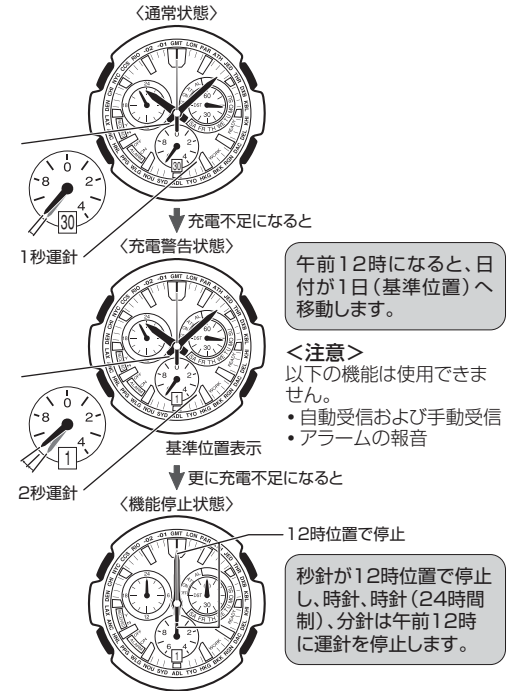 〈通常状態〉
0
2
4
8
30
1秒運針
充電不足になると
〈充電警告状態〉
午前12時になると、日
付が1日（基準位置）へ
移動します。
＜注意＞
以下の機能は使用できま
せん。
• 自動受信および手動受信
• アラームの報音
0
2
4
8
1
2秒運針
基準位置表示
更に充電不足になると
〈機能停止状態〉
12時位置で停止
秒針が12時位置で停止
し、時針、時針（24時間
制）、分針は午前12時
に運針を停止します。